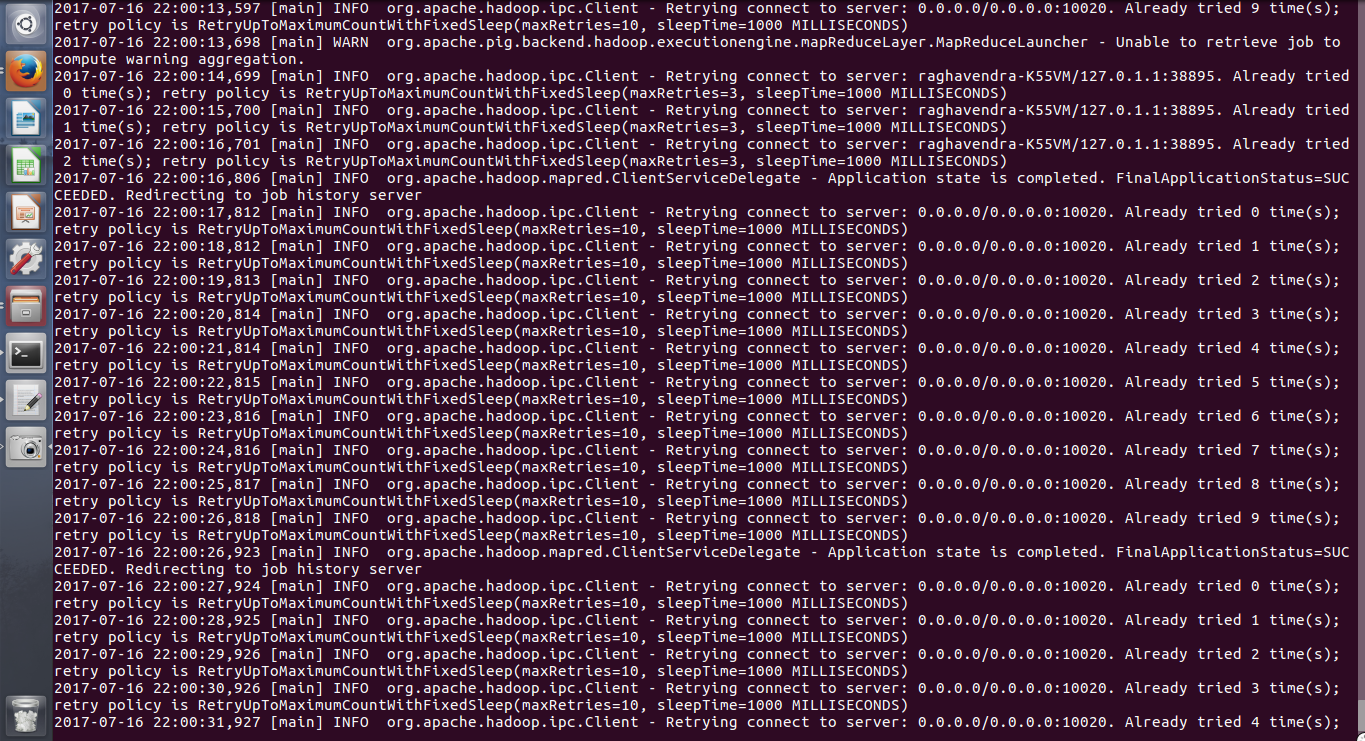 2017-07-16 22:00:13,597 [main] INFO  org.apache.hadoop.ipc.Client - Retrying connect to server: 0.0.0.0/0.0.0.0:10020. Already tried 9 time(s);
retry policy is RetryUpToMaximumCountWithFixedSleep(maxRetries=10, sleepTime=1000 MILLISECONDS)
2017-07-16 22:00:13,698 [main] WARN  org.apache.pig.backend.hadoop.executionengine.mapReduceLayer.MapReduceLauncher - Unable to retrieve job to
compute warning aggregation.
2017-07-16 22:00:14,699 [main] INFO  org.apache.hadoop.ipc.Client - Retrying connect to server: raghavendra-K55VM/127.0.1.1:38895. Already tried
 0 time(s); retry policy is RetryUpToMaximumCountWithFixedSleep(maxRetries=3, sleepTime=1000 MILLISECONDS)
2017-07-16 22:00:15,700 [main] INFO  org.apache.hadoop.ipc.Client - Retrying connect to server: raghavendra-K55VM/127.0.1.1:38895. Already tried
1 time(s); retry policy is RetryUpToMaximumCountWithFixedSleep(maxRetries=3, sleepTime=1000 MILLISECONDS)
2017-07-16 22:00:16,701 [main] INFO  org.apache.hadoop.ipc.Client - Retrying connect to server: raghavendra-K55VM/127.0.1.1:38895. Already tried
2 time(s); retry policy is RetryUpToMaximumCountWithFixedSleep(maxRetries=3, sleepTime=1000 MILLISECONDS)
2017-07-16 22:00:16,806 [main] INFO  org.apache.hadoop.mapred.ClientServiceDelegate - Application state is completed. FinalApplicationStatus=SUC
CEEDED. Redirecting to job history server
2017-07-16 22:00:17,812 [main] INFO  org.apache.hadoop.ipc.Client - Retrying connect to server: 0.0.0.0/0.0.0.0:10020. Already tried 0 time(s);
retry policy is RetryUpToMaximumCountWithFixedSleep(maxRetries=10, sleepTime=1000 MILLISECONDS)
2017-07-16 22:00:18,812 [main] INFO  org.apache.hadoop.ipc.Client - Retrying connect to server: 0.0.0.0/0.0.0.0:10020. Already tried 1 time(s);
retry policy is RetryUpToMaximumCountWithFixedSleep(maxRetries=10, sleepTime=1000 MILLISECONDS)
2017-07-16 22:00:19,813 [main] INFO  org.apache.hadoop.ipc.Client - Retrying connect to server: 0.0.0.0/0.0.0.0:10020. Already tried 2 time(s);
retry policy is RetryUpToMaximumCountWithFixedSleep(maxRetries=10, sleepTime=1000 MILLISECONDS)
2017-07-16 22:00:20,814 [main] INFO  org.apache.hadoop.ipc.Client - Retrying connect to server: 0.0.0.0/0.0.0.0:10020. Already tried 3 time(s);
retry policy is RetryUpToMaximumCountWithFixedSleep(maxRetries=10, sleepTime=1000 MILLISECONDS)
2017-07-16 22:00:21,814 [main] INFO  org.apache.hadoop.ipc.Client - Retrying connect to server: 0.0.0.0/0.0.0.0:10020. Already tried 4 time(s);
retry policy is RetryUpToMaximumCountWithFixedSleep(maxRetries=10, sleepTime=1000 MILLISECONDS)
2017-07-16 22:00:22,815 [main] INFO  org.apache.hadoop.ipc.Client - Retrying connect to server: 0.0.0.0/0.0.0.0:10020. Already tried 5 time(s);
retry policy is RetryUpToMaximumCountWithFixedSleep(maxRetries=10, sleepTime=1000 MILLISECONDS)
2017-07-16 22:00:23,816 [main] INFO  org.apache.hadoop.ipc.Client - Retrying connect to server: 0.0.0.0/0.0.0.0:10020. Already tried 6 time(s);
retry policy is RetryUpToMaximumCountWithFixedSleep(maxRetries=10, sleepTime=1000 MILLISECONDS)
2017-07-16 22:00:24,816 [main] INFO  org.apache.hadoop.ipc.Client - Retrying connect to server: 0.0.0.0/0.0.0.0:10020. Already tried 7 time(s);
retry policy is RetryUpToMaximumCountWithFixedSleep(maxRetries=10, sleepTime=1000 MILLISECONDS)
2017-07-16 22:00:25,817 [main] INFO  org.apache.hadoop.ipc.Client - Retrying connect to server: 0.0.0.0/0.0.0.0:10020. Already tried 8 time(s);
retry policy is RetryUpToMaximumCountWithFixedSleep(maxRetries=10, sleepTime=1000 MILLISECONDS)
2017-07-16 22:00:26,818 [main] INFO  org.apache.hadoop.ipc.Client - Retrying connect to server: 0.0.0.0/0.0.0.0:10020. Already tried 9 time(s);
retry policy is RetryUpToMaximumCountWithFixedSleep(maxRetries=10, sleepTime=1000 MILLISECONDS)
2017-07-16 22:00:26,923 [main] INFO  org.apache.hadoop.mapred.ClientServiceDelegate - Application state is completed. FinalApplicationStatus=SUC
CEEDED. Redirecting to job history server
2017-07-16 22:00:27,924 [main] INFO  org.apache.hadoop.ipc.Client - Retrying connect to server: 0.0.0.0/0.0.0.0:10020. Already tried 0 time(s);
retry policy is RetryUpToMaximumCountWithFixedSleep(maxRetries=10, sleepTime=1000 MILLISECONDS)
2017-07-16 22:00:28,925 [main] INFO  org.apache.hadoop.ipc.Client - Retrying connect to server: 0.0.0.0/0.0.0.0:10020. Already tried 1 time(s);
retry policy is RetryUpToMaximumCountWithFixedSleep(maxRetries=10, sleepTime=1000 MILLISECONDS)
2017-07-16 22:00:29,926 [main] INFO  org.apache.hadoop.ipc.Client - Retrying connect to server: 0.0.0.0/0.0.0.0:10020. Already tried 2 time(s);
retry policy is RetryUpToMaximumCountWithFixedSleep(maxRetries=10, sleepTime=1000 MILLISECONDS)
2017-07-16 22:00:30,926 [main] INFO  org.apache.hadoop.ipc.Client - Retrying connect to server: 0.0.0.0/0.0.0.0:10020. Already tried 3 time(s);
retry policy is RetryUpToMaximumCountWithFixedSleep(maxRetries=10, sleepTime=1000 MILLISECONDS)
2017-07-16 22:00:31,927 [main] INFO  org.apache.hadoop.ipc.Client - Retrying connect to server: 0.0.0.0/0.0.0.0:10020. Already tried 4 time(s);